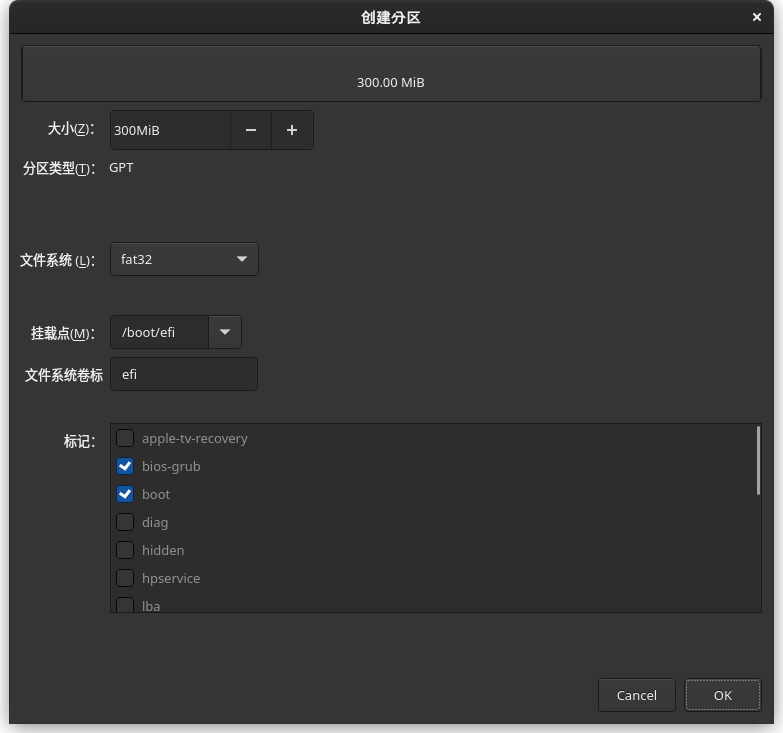 创建分区
×
300.00 MiB
大小(Z)： 300MiB − +
分区类型(T)： GPT
文件系统 (L)： fat32
挂载点(M)： /boot/efi
文件系统卷标 efi
标记： apple-tv-recovery
bios-grub
boot
diag
hidden
hpservice
lba
Cancel OK